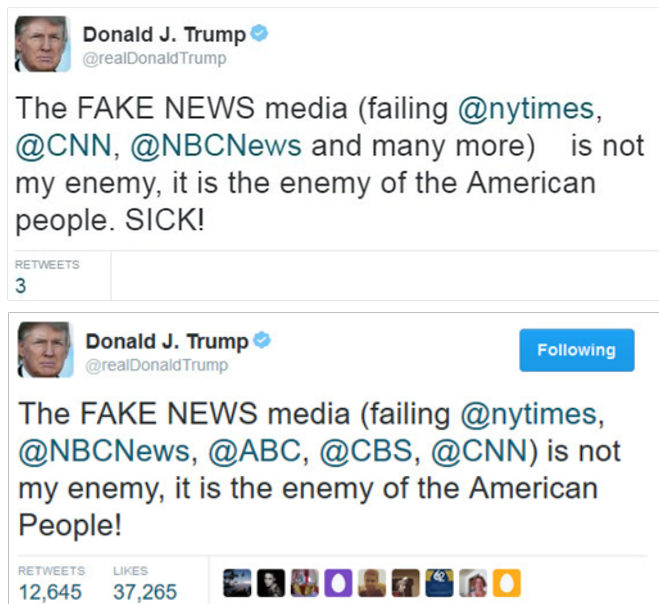 Donald J. Trump
@realDonaldTrump
The FAKE NEWS media (failing @nytimes,
@CNN, @NBCNews and many more) is not
my enemy, it is the enemy of the American
people. SICK!
RETWEETS
3
Donald J. Trump
@realDonaldTrump
Following
The FAKE NEWS media (failing @nytimes,
@NBCNews, @ABC, @CBS, @CNN) is not
my enemy, it is the enemy of the American
People!
RETWEETS LIKES
12,645 37,265